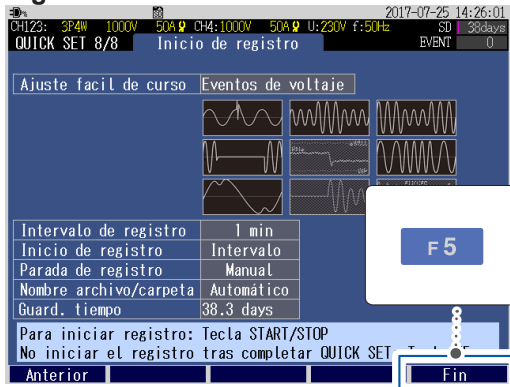 2017-07-25 14:26:01
CH123: 3P4W 1000V 50A CH4:1000V 50A U:230V f:50Hz SD 38days
QUICK SET 8/8 Inicio de registro EVENT 0
Ajuste facil de curso Eventos de voltaje
F 5
Intervalo de registro 1 min
Inicio de registro Intervalo
Parada de registro Manual
Nombre archivo/carpeta Automático
Guard. tiempo 38.3 days
Para iniciar registro: Tecla START/STOP
No iniciar el registro tras completar QUICK SET
Anterior Fin